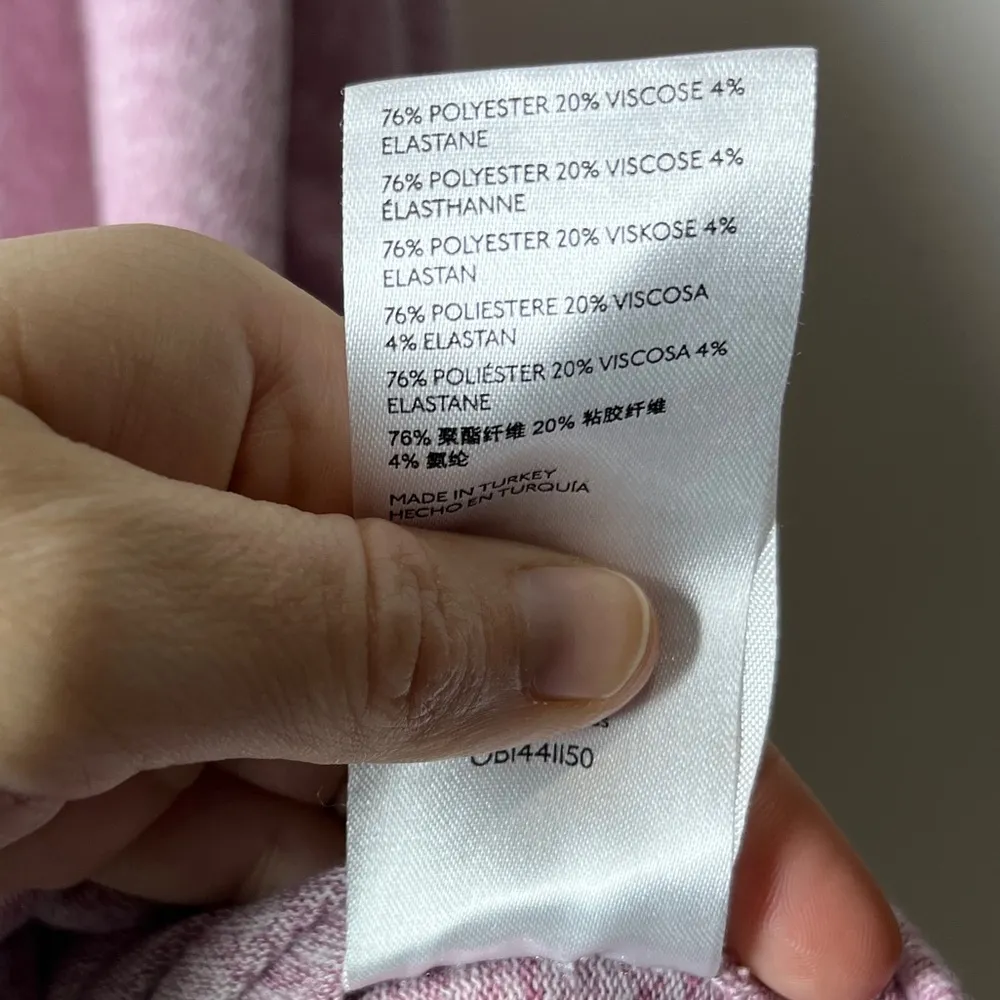 76% POLYESTER 20% VISCOSE 4%
ELASTANE
76% POLYESTER 20% VISCOSE 4%
ÉLASTHANNE
76% POLYESTER 20% VISKOSE 4%
ELASTAN
76% POLIESTERE 20% VISCOSA
4% ELASTAN
76% POLIÉSTER 20% VISCOSA 4%
ELASTANE
76% 聚酯纤维 20% 粘胶纤维
4% 氨纶
MADE IN TURKEY
HECHO EN TURQUÍA
OB1441150